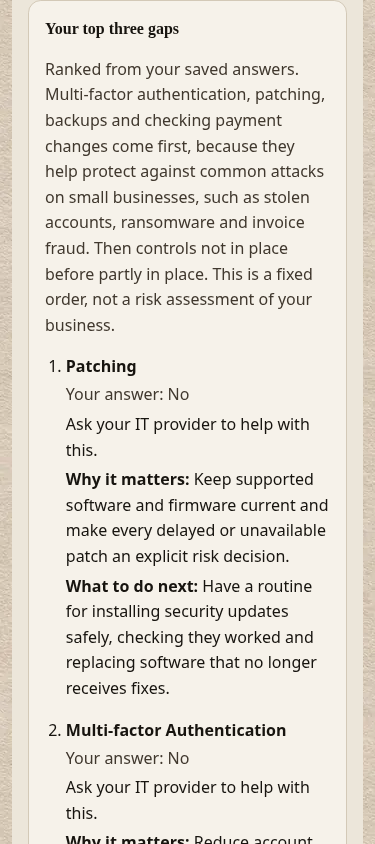 Your top three gaps
Ranked from your saved answers.
Multi-factor authentication, patching,
backups and checking payment
changes come first, because they
help protect against common attacks
on small businesses, such as stolen
accounts, ransomware and invoice
fraud. Then controls not in place
before partly in place. This is a fixed
order, not a risk assessment of your
business.
1. Patching
Your answer: No
Ask your IT provider to help with
this.
Why it matters: Keep supported
software and firmware current and
make every delayed or unavailable
patch an explicit risk decision.
What to do next: Have a routine
for installing security updates
safely, checking they worked and
replacing software that no longer
receives fixes.
2. Multi-factor Authentication
Your answer: No
Ask your IT provider to help with
this.
Why it matters: Reduce account